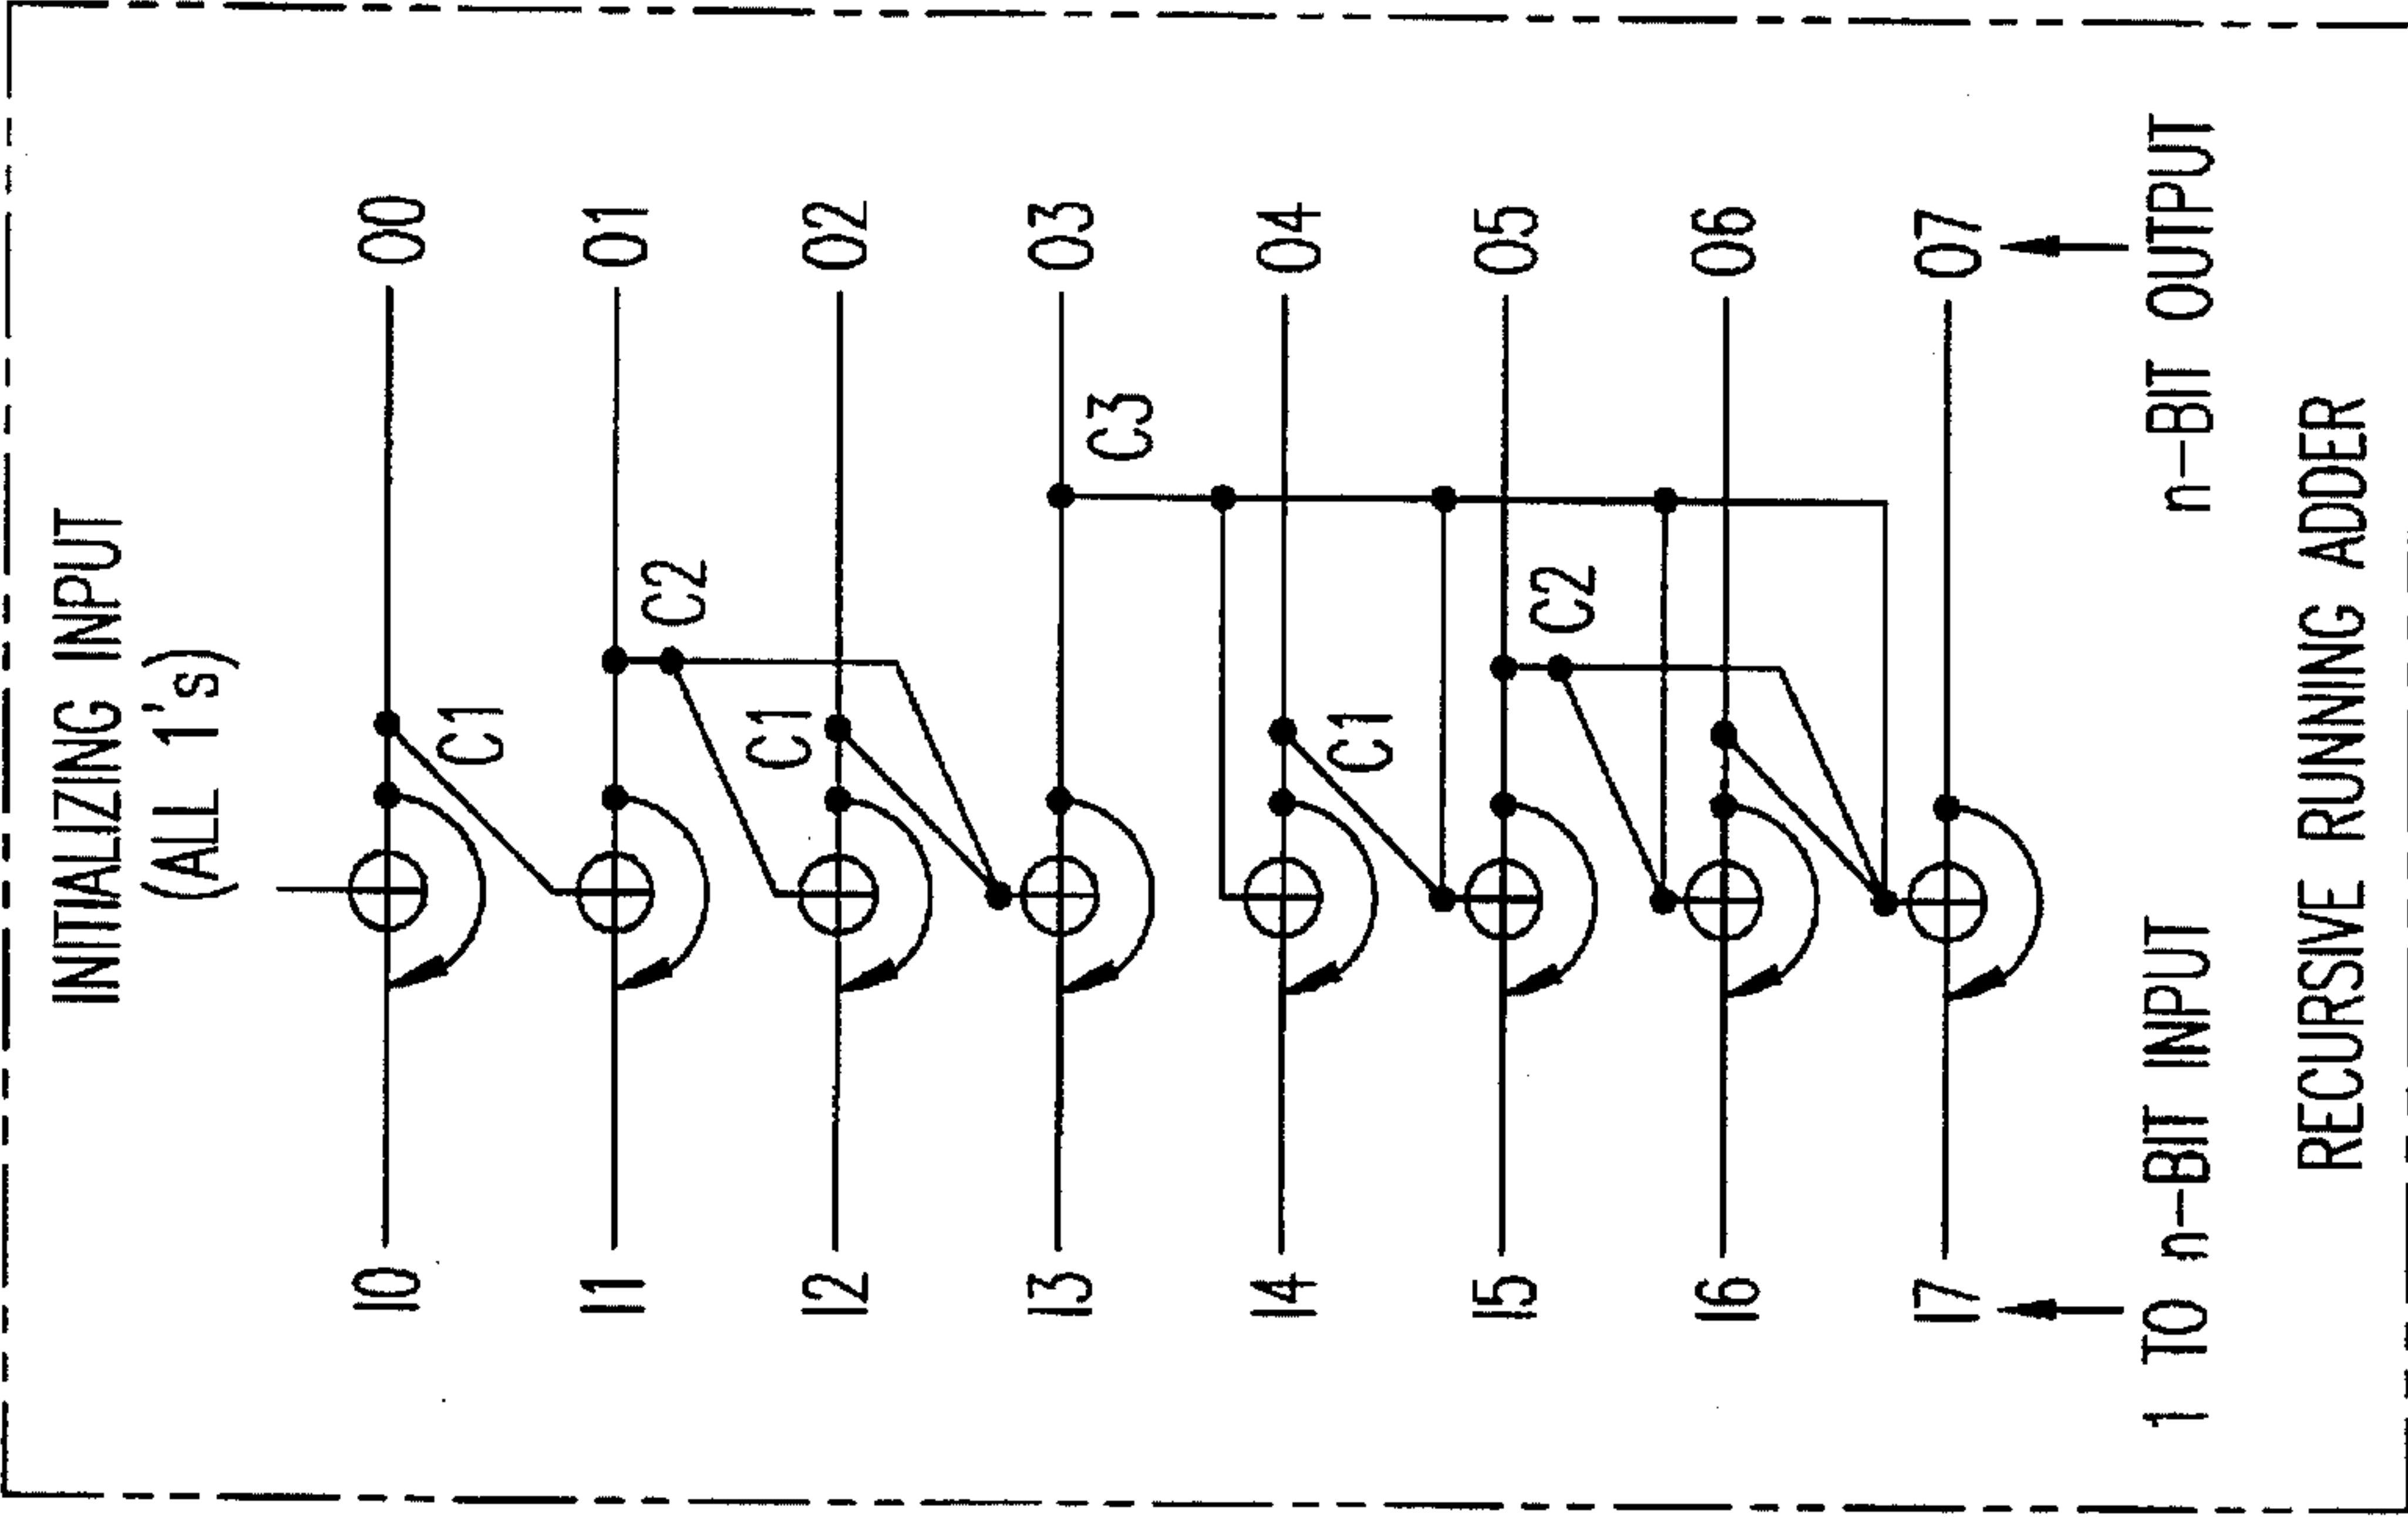 INITIALIZING INPUT
(ALL 1's)
I0 O0
C1
I1 O1
C2
C1
I2 O2
I3 O3
C3
I4 O4
C1
I5 O5
C2
I6 O6
I7 O7
1 TO n-BIT INPUT n-BIT OUTPUT
RECURSIVE RUNNING ADDER